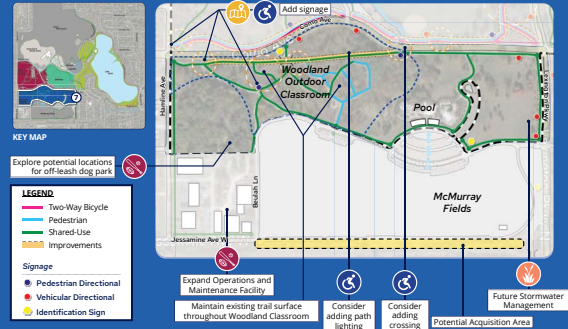 Add signage
Como Ave
Hamline Ave
Woodland
Outdoor
Classroom
Lexington Pkwy
Pool
7
KEY MAP
Explore potential locations
for off-leash dog park
LEGEND
Two-Way Bicycle
Pedestrian
Shared-Use
Improvements
Signage
Pedestrian Directional
Vehicular Directional
Identification Sign
Beulah Ln
McMurray
Fields
Jessamine Ave W
Expand Operations and
Maintenance Facility
Maintain existing trail surface
throughout Woodland Classroom
Consider
adding path
lighting
Consider
adding
crossing
Potential Acquisition Area
Future Stormwater
Management